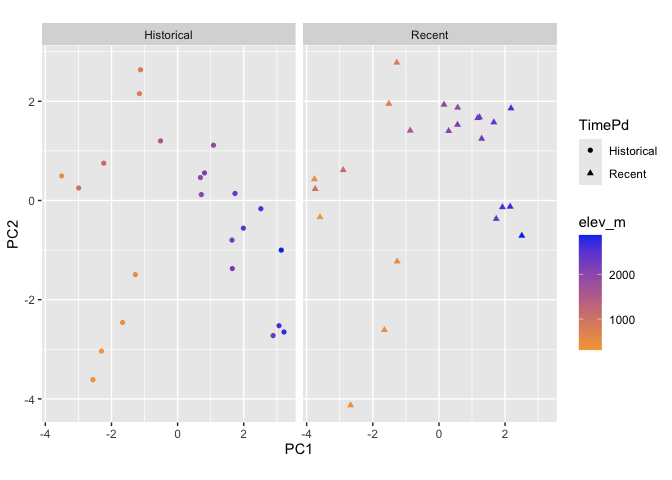 Historical
Recent
2
0
-2
-4
PC2
-4
-2
0
2
-4
-2
0
2
PC1
TimePd
Historical
Recent
elev_m
2000
1000